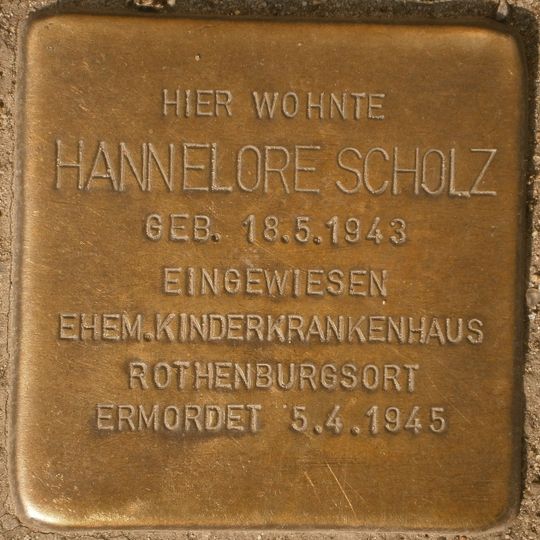 HIER WOHNTE
HANNELORE SCHOLZ
GEB. 18.5.1943
EINGEWIESEN
EHEM.KINDERKRANKENHAUS
ROTHENBURGSORT
ERMORDET 5.4.1945